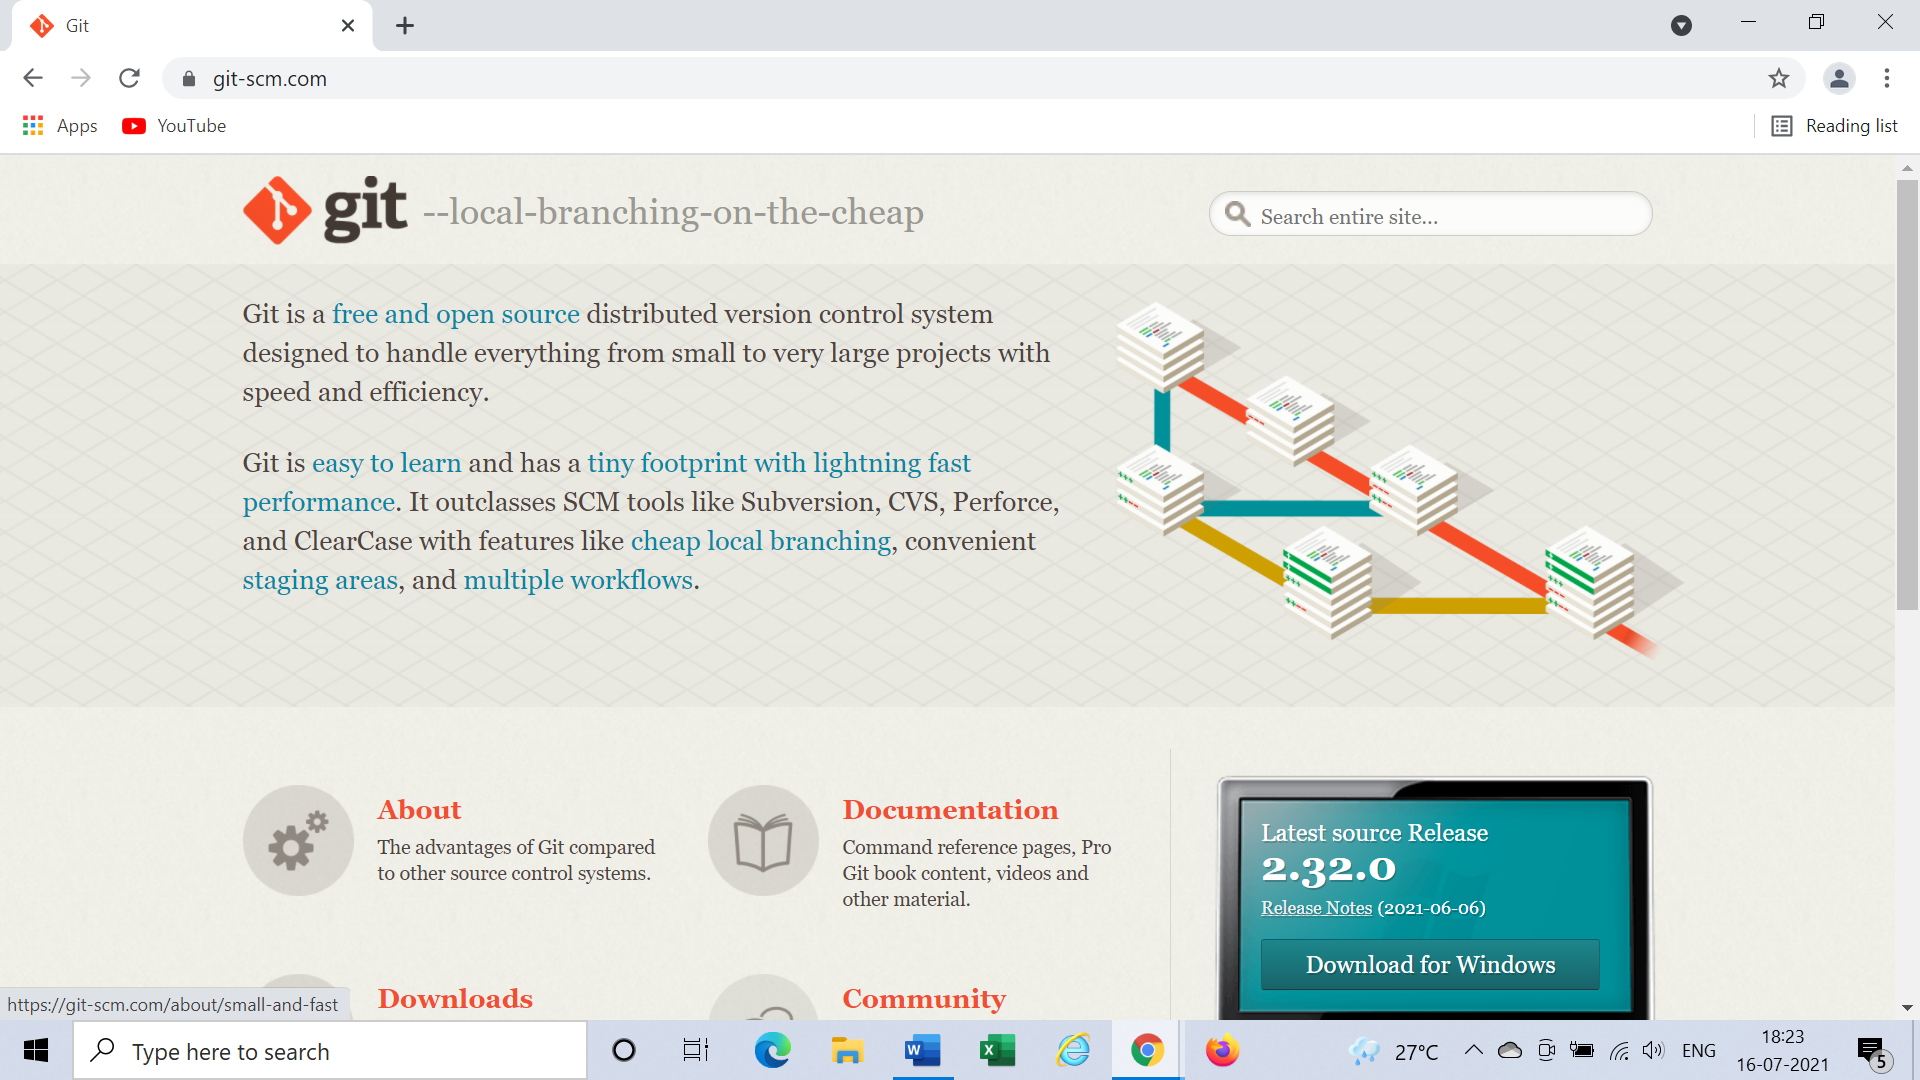 Git
git-scm.com
Apps
YouTube
Reading list
git --local-branching-on-the-cheap
Search entire site...
Git is a free and open source distributed version control system
designed to handle everything from small to very large projects with
speed and efficiency.
Git is easy to learn and has a tiny footprint with lightning fast
performance. It outclasses SCM tools like Subversion, CVS, Perforce,
and ClearCase with features like cheap local branching, convenient
staging areas, and multiple workflows.
About
The advantages of Git compared
to other source control systems.
Documentation
Command reference pages, Pro
Git book content, videos and
other material.
Downloads
Community
Latest source Release
2.32.0
Release Notes (2021-06-06)
Download for Windows
https://git-scm.com/about/small-and-fast
Type here to search
27°C
ENG
18:23
16-07-2021
5